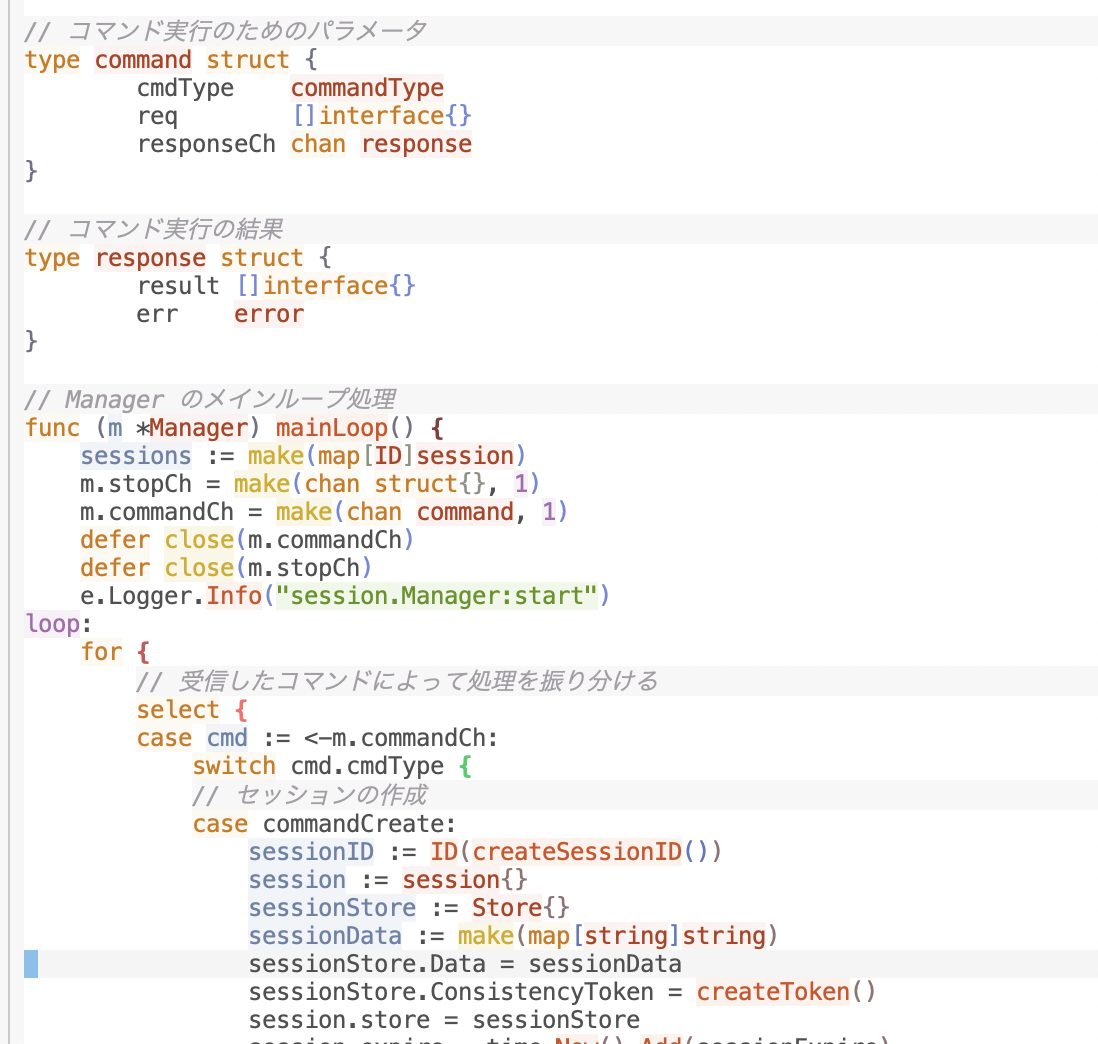 // コマンド実行のためのパラメータ
type command struct {
        cmdType    commandType
        req        []interface{}
        responseCh chan response
}
// コマンド実行の結果
type response struct {
        result []interface{}
        err    error
}
// Manager のメインループ処理
func (m *Manager) mainLoop() {
    sessions := make(map[ID]session)
    m.stopCh = make(chan struct{}, 1)
    m.commandCh = make(chan command, 1)
    defer close(m.commandCh)
    defer close(m.stopCh)
    e.Logger.Info("session.Manager:start")
loop:
    for {
        // 受信したコマンドによって処理を振り分ける
        select {
        case cmd := <-m.commandCh:
            switch cmd.cmdType {
            // セッションの作成
            case commandCreate:
                sessionID := ID(createSessionID())
                session := session{}
                sessionStore := Store{}
                sessionData := make(map[string]string)
                sessionStore.Data = sessionData
                sessionStore.ConsistencyToken = createToken()
                session.store = sessionStore
                session.expire = time.Now().Add(sessionExpire)